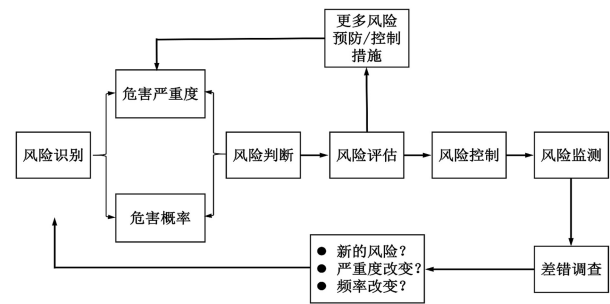 更多风险
预防/控制
措施
危害严重度
风险识别
风险判断
风险评估
风险控制
风险监测
危害概率
● 新的风险？
● 严重度改变？
● 频率改变？
差错调查